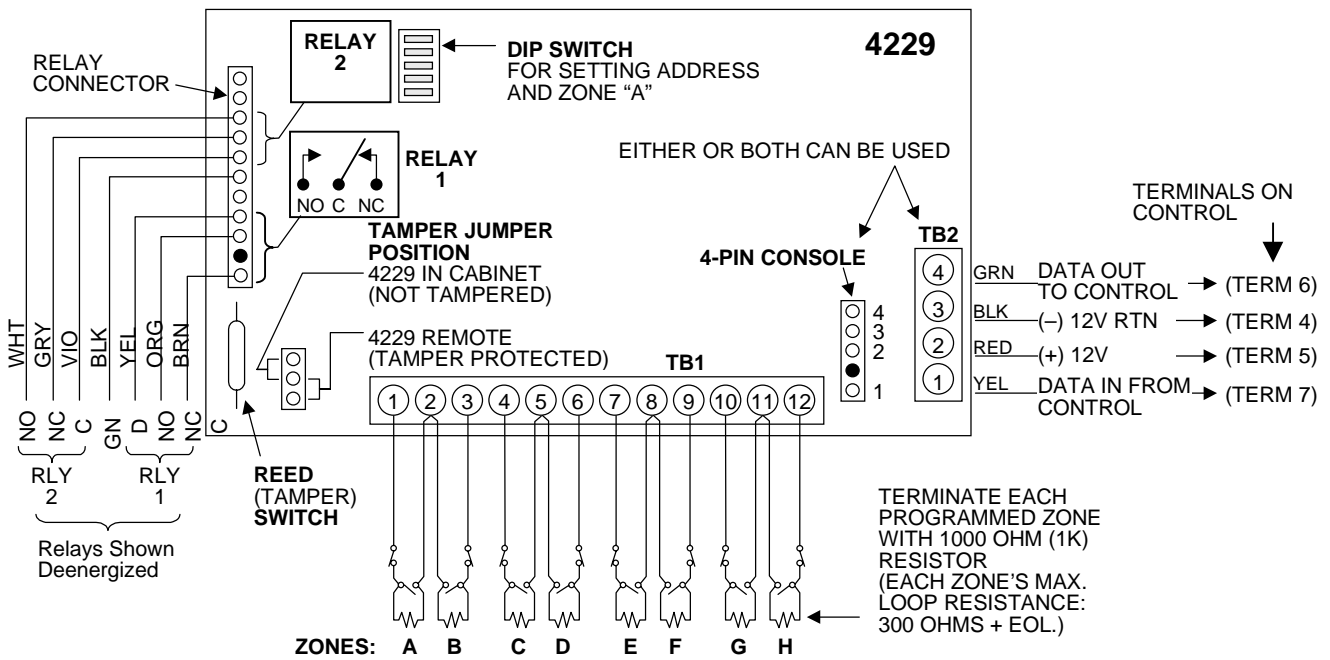 RELAY
2
DIP SWITCH
FOR SETTING ADDRESS
AND ZONE “A”
4229
RELAY
CONNECTOR
RELAY
1
NO C NC
EITHER OR BOTH CAN BE USED
TERMINALS ON
CONTROL
TAMPER JUMPER
POSITION
4229 IN CABINET
(NOT TAMPERED)
4229 REMOTE
(TAMPER PROTECTED)
4-PIN CONSOLE
4
3
2
1
TB2
4 GRN DATA OUT TO CONTROL (TERM 6)
3 BLK (–) 12V RTN (TERM 4)
2 RED (+) 12V (TERM 5)
1 YEL DATA IN FROM CONTROL (TERM 7)
TB1
1 2 3 4 5 6 7 8 9 10 11 12
WHT GRY VIO BLK YEL ORG BRN
NO NC C GN D NO NC C
RLY
2
RLY
1
Relays Shown
Deenergized
REED
(TAMPER)
SWITCH
TERMINATE EACH
PROGRAMMED ZONE
WITH 1000 OHM (1K)
RESISTOR
(EACH ZONE’S MAX.
LOOP RESISTANCE:
300 OHMS + EOL.)
ZONES: A B C D E F G H